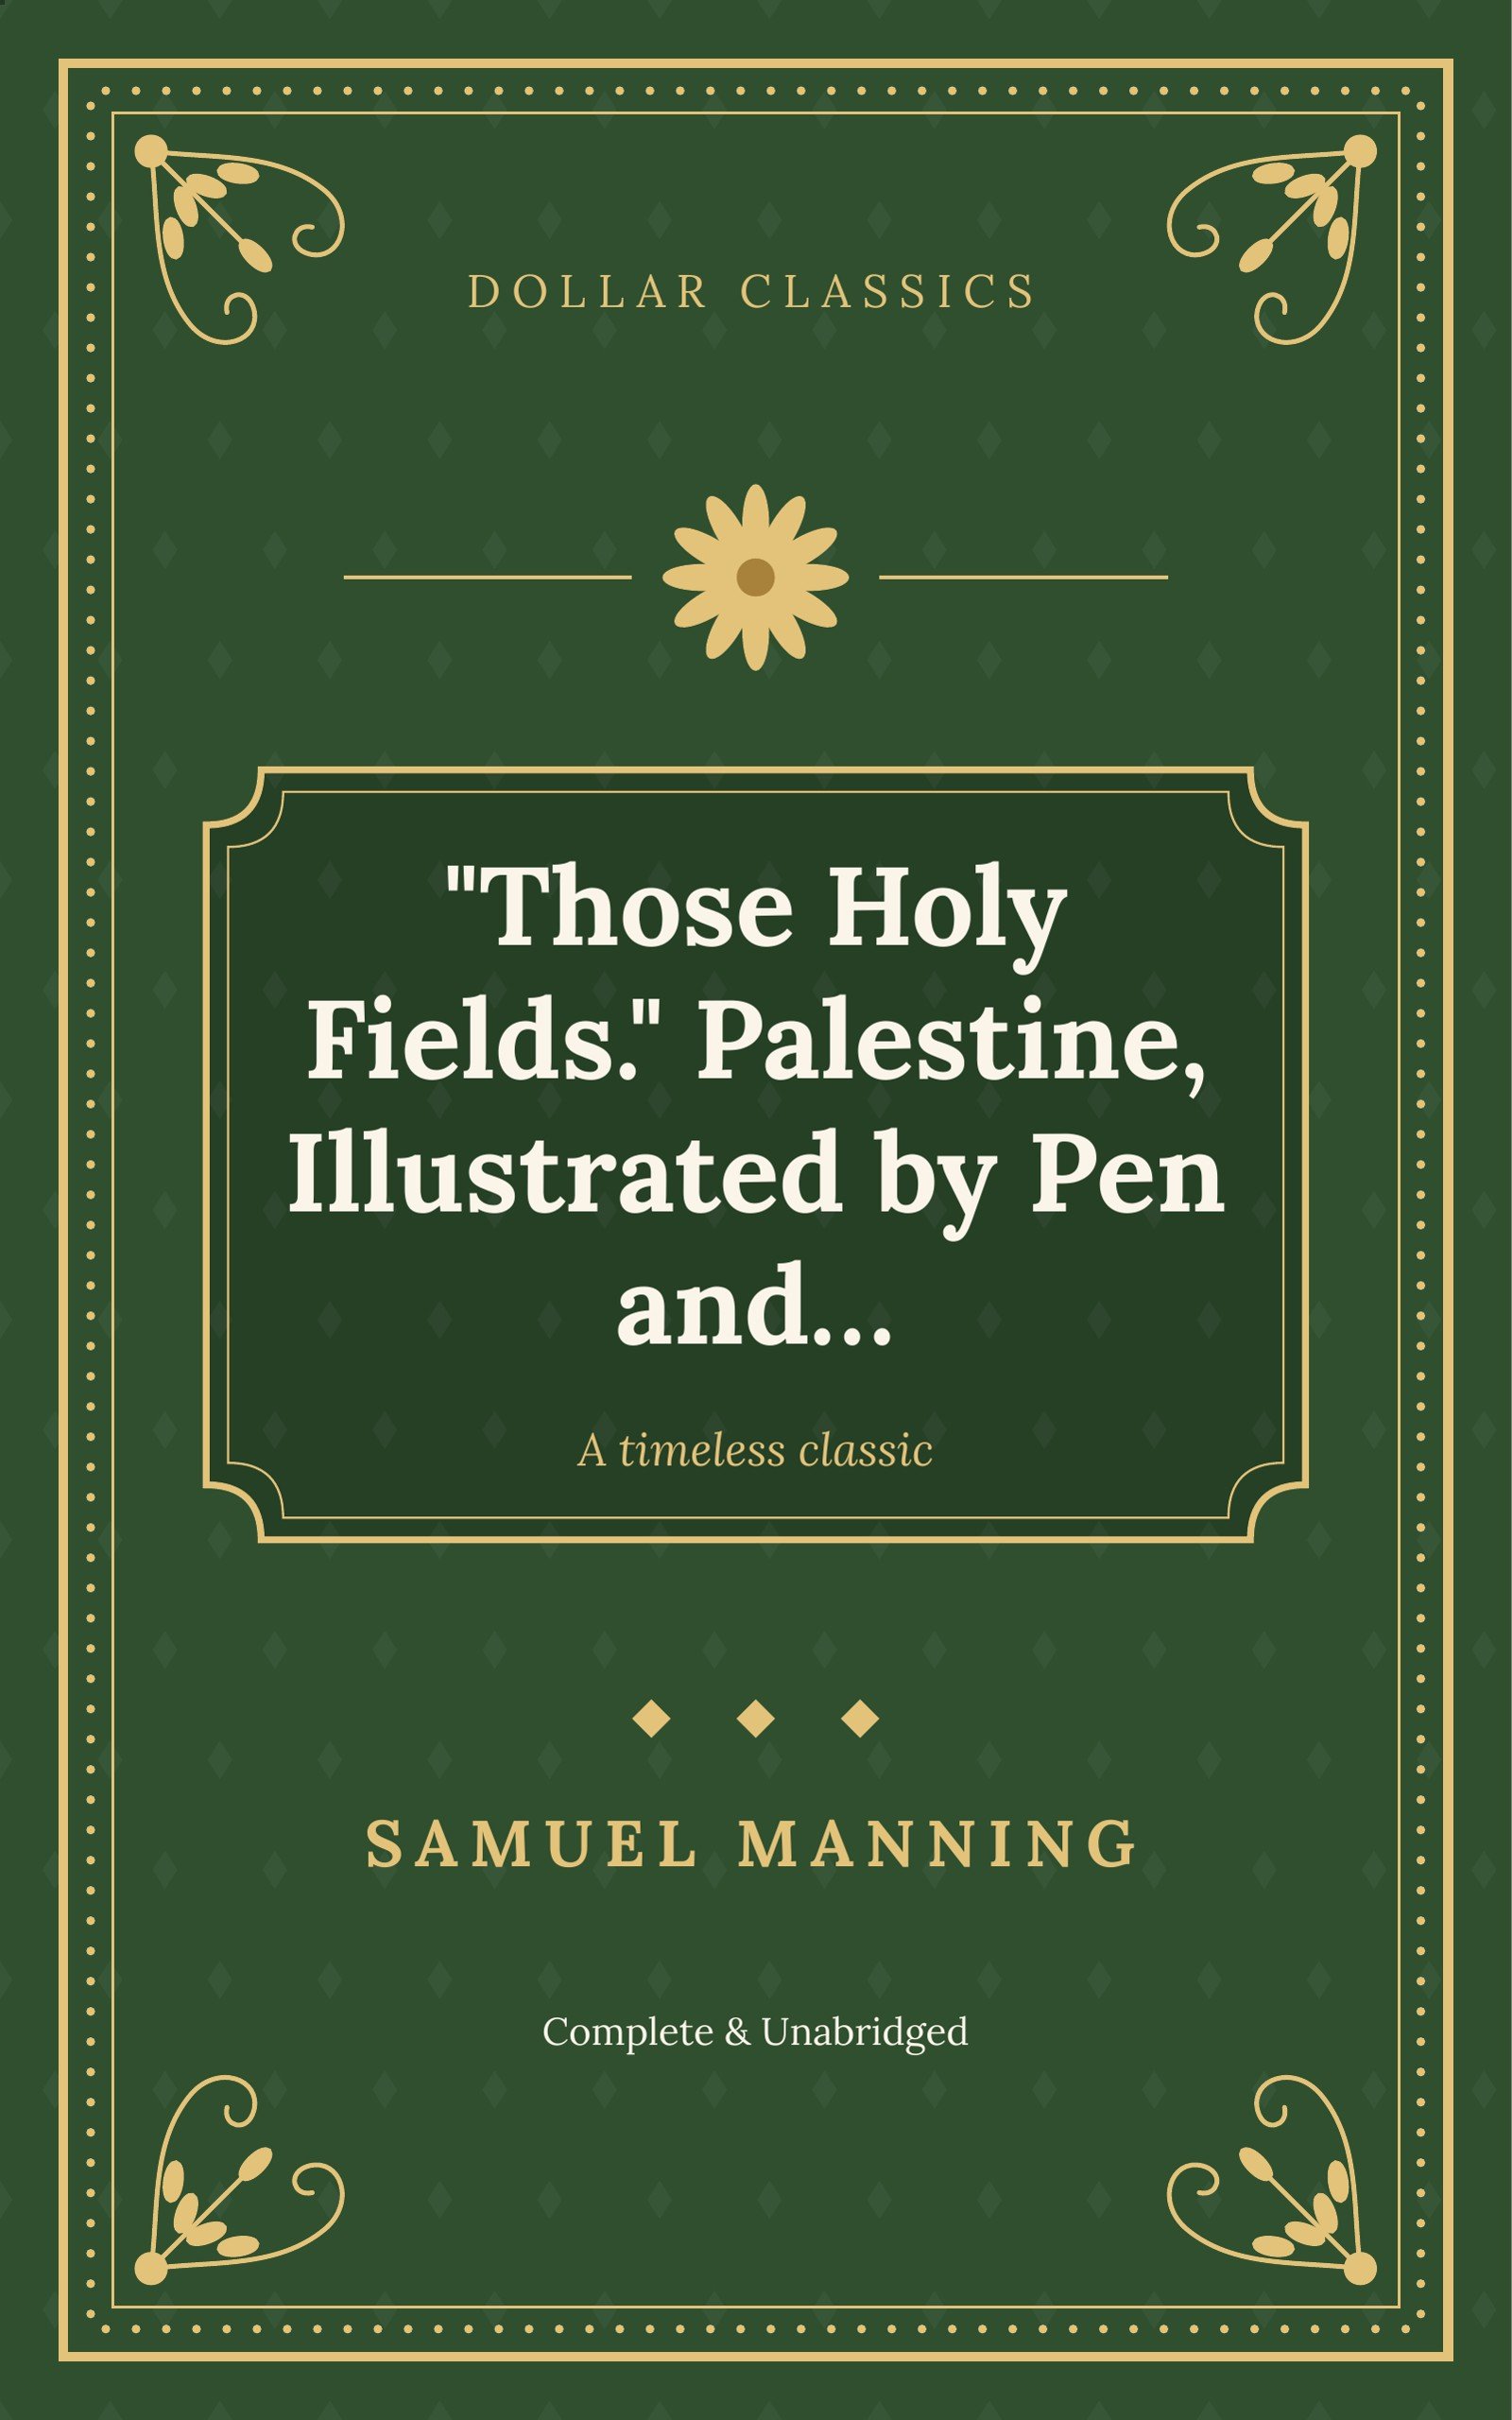 DOLLAR CLASSICS
"Those Holy
Fields." Palestine,
Illustrated by Pen
and...
A timeless classic
SAMUEL MANNING
Complete & Unabridged